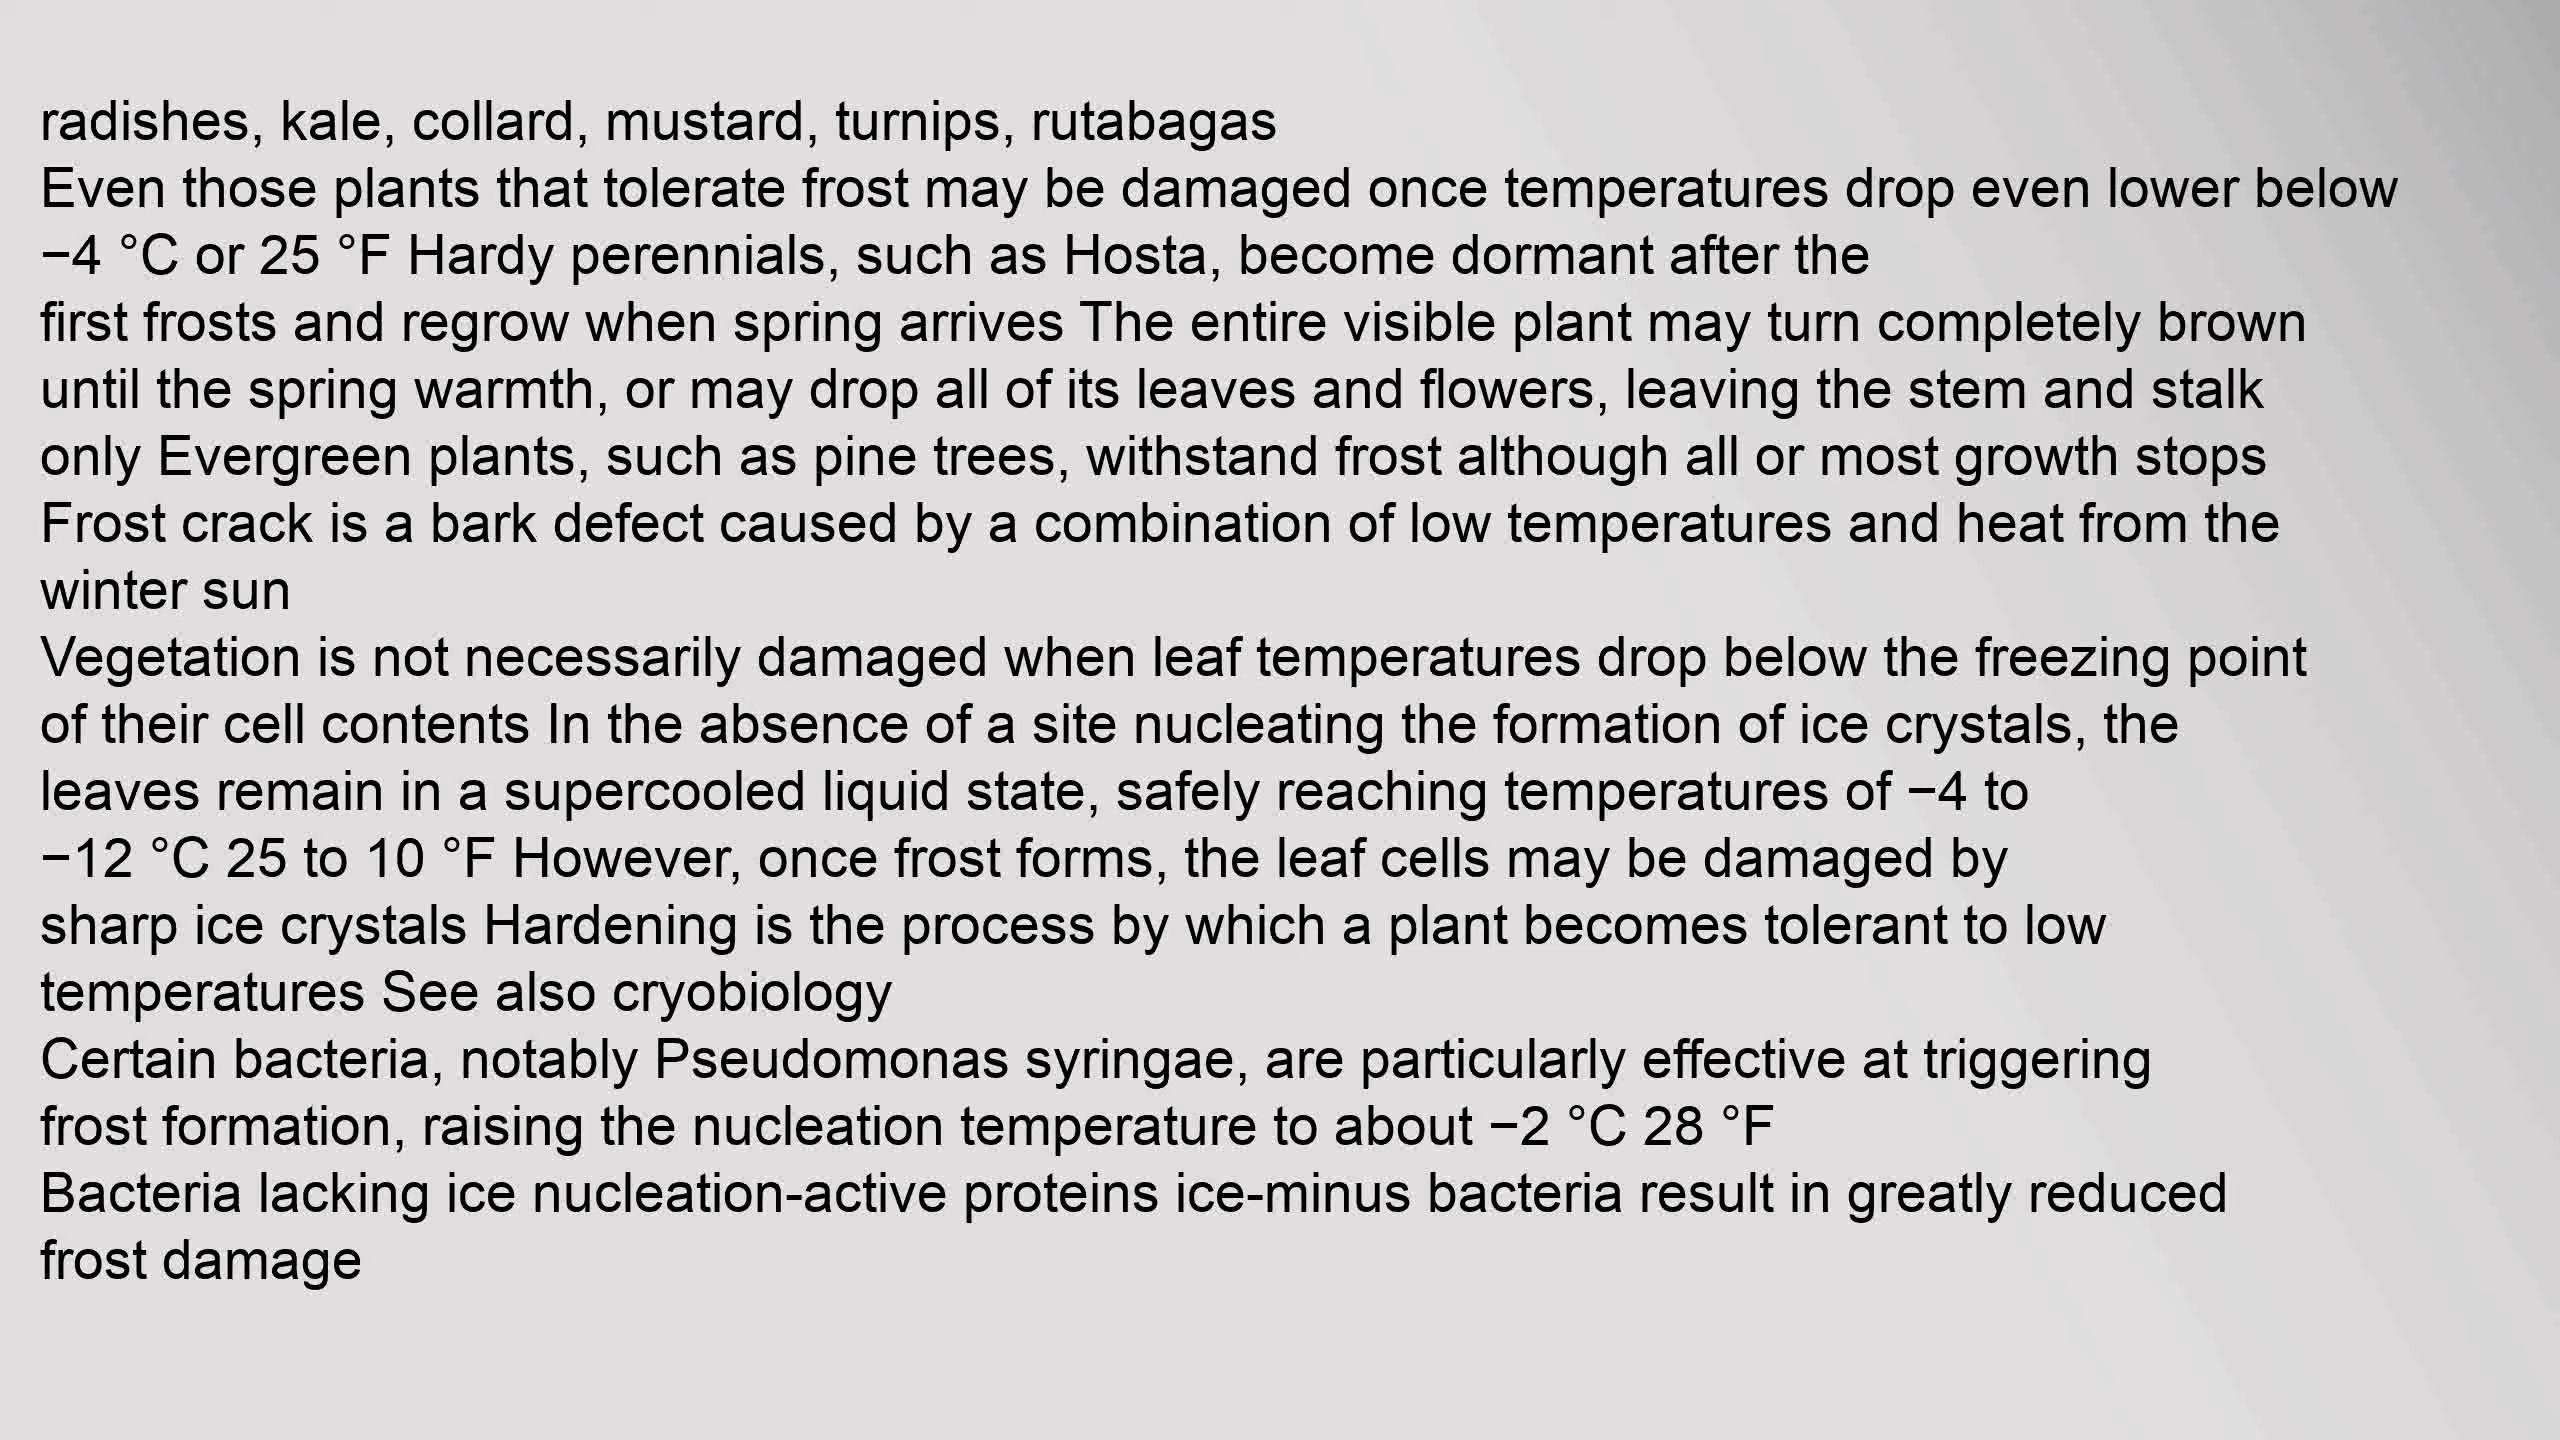 radishes, kale, collard, mustard, turnips, rutabagas
Even those plants that tolerate frost may be damaged once temperatures drop even lower below
−4 °C or 25 °F Hardy perennials, such as Hosta, become dormant after the
first frosts and regrow when spring arrives The entire visible plant may turn completely brown
until the spring warmth, or may drop all of its leaves and flowers, leaving the stem and stalk
only Evergreen plants, such as pine trees, withstand frost although all or most growth stops
Frost crack is a bark defect caused by a combination of low temperatures and heat from the
winter sun
Vegetation is not necessarily damaged when leaf temperatures drop below the freezing point
of their cell contents In the absence of a site nucleating the formation of ice crystals, the
leaves remain in a supercooled liquid state, safely reaching temperatures of −4 to
−12 °C 25 to 10 °F However, once frost forms, the leaf cells may be damaged by
sharp ice crystals Hardening is the process by which a plant becomes tolerant to low
temperatures See also cryobiology
Certain bacteria, notably Pseudomonas syringae, are particularly effective at triggering
frost formation, raising the nucleation temperature to about −2 °C 28 °F
Bacteria lacking ice nucleation-active proteins ice-minus bacteria result in greatly reduced
frost damage